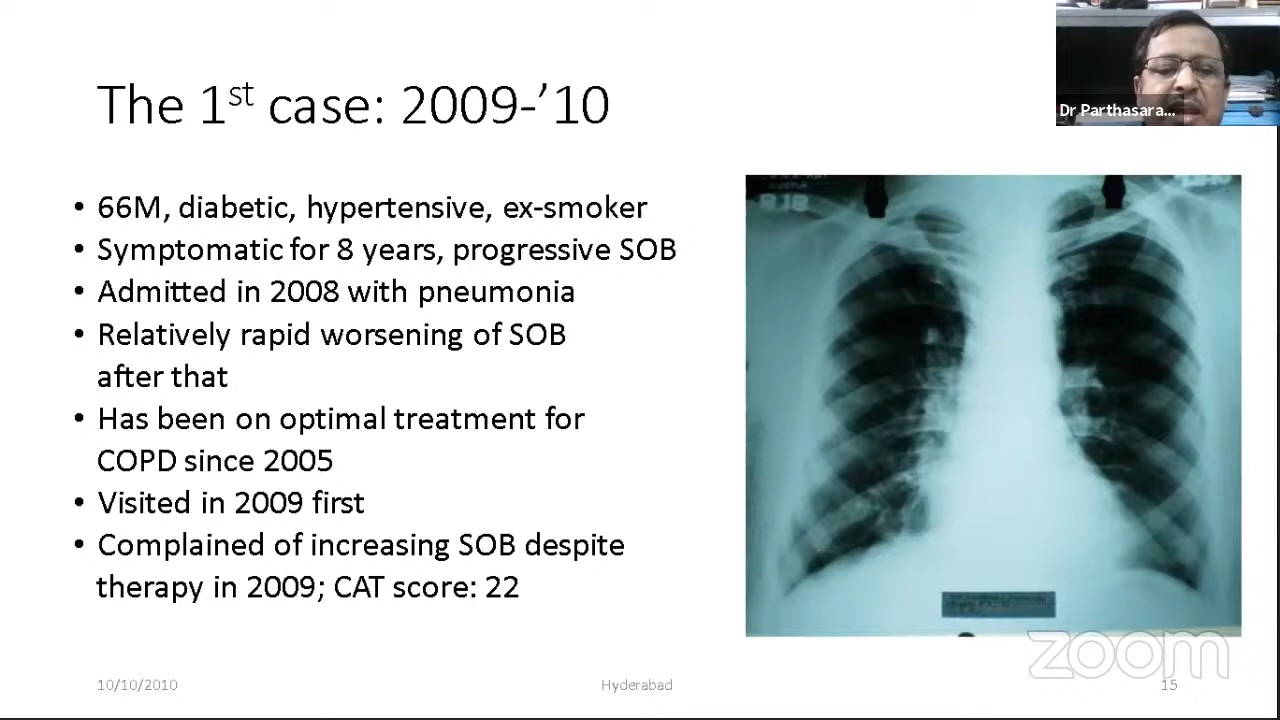 The 1st case: 2009-’10
Dr Parthasara...
• 66M, diabetic, hypertensive, ex-smoker
• Symptomatic for 8 years, progressive SOB
• Admitted in 2008 with pneumonia
• Relatively rapid worsening of SOB
after that
• Has been on optimal treatment for
COPD since 2005
• Visited in 2009 first
• Complained of increasing SOB despite
therapy in 2009; CAT score: 22
zoom
10/10/2010
Hyderabad
15